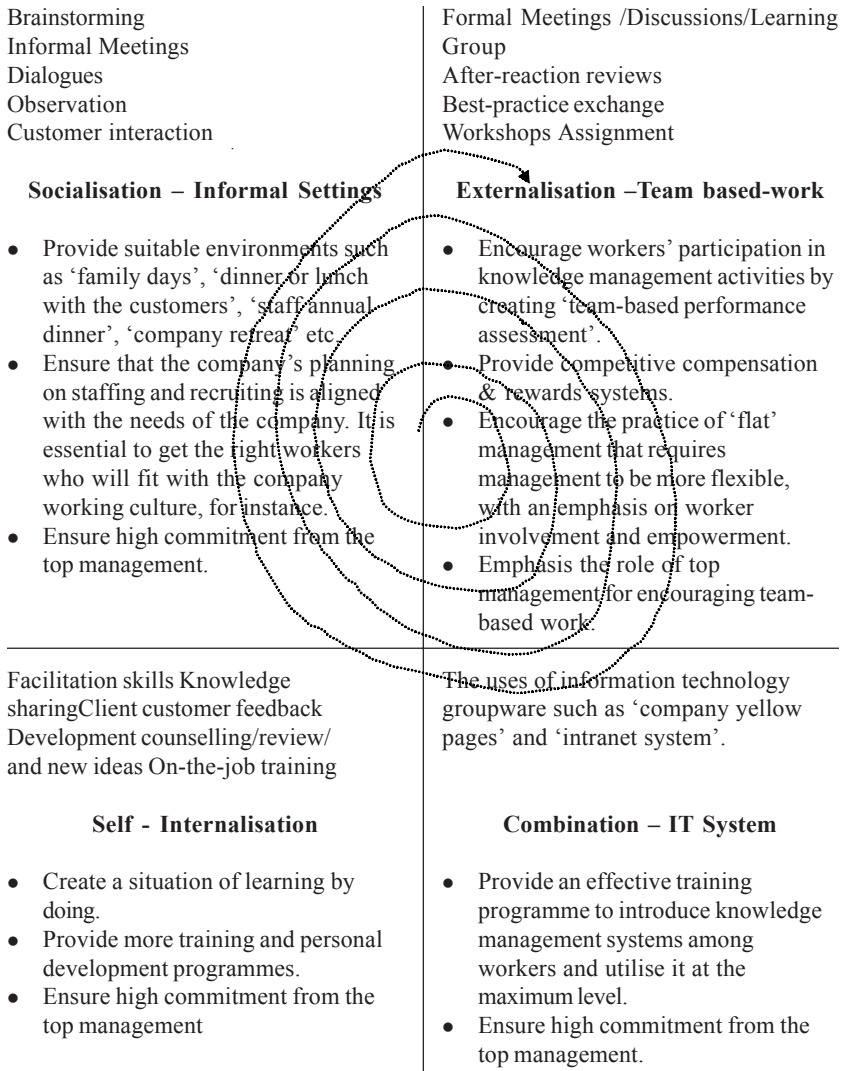 Brainstorming
Informal Meetings
Dialogues
Observation
Customer interaction
Socialisation – Informal Settings
● Provide suitable environments such
as ‘family days’, ‘dinner or lunch
with the customers’, ‘staff annual
dinner’, ‘company retreat’ etc
● Ensure that the company’s planning
on staffing and recruiting is aligned
with the needs of the company. It is
essential to get the right workers
who will fit with the company
working culture, for instance.
● Ensure high commitment from the
top management.
Formal Meetings /Discussions/Learning
Group
After-reaction reviews
Best-practice exchange
Workshops Assignment
Externalisation –Team based-work
● Encourage workers’ participation in
knowledge management activities by
creating ‘team-based performance
assessment’.
● Provide competitive compensation
& rewards systems.
● Encourage the practice of ‘flat’
management that requires
management to be more flexible,
with an emphasis on worker
involvement and empowerment.
● Emphasis the role of top
management for encouraging team-
based work.
Facilitation skills Knowledge
sharingClient customer feedback
Development counselling/review/
and new ideas On-the-job training
Self - Internalisation
● Create a situation of learning by
doing.
● Provide more training and personal
development programmes.
● Ensure high commitment from the
top management
The uses of information technology
groupware such as ‘company yellow
pages’ and ‘intranet system’.
Combination – IT System
● Provide an effective training
programme to introduce knowledge
management systems among
workers and utilise it at the
maximum level.
● Ensure high commitment from the
top management.